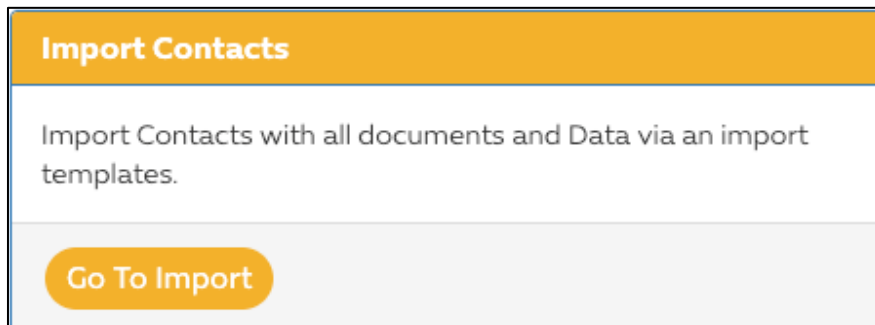 Import Contacts
Import Contacts with all documents and Data via an import
templates.
Go To Import